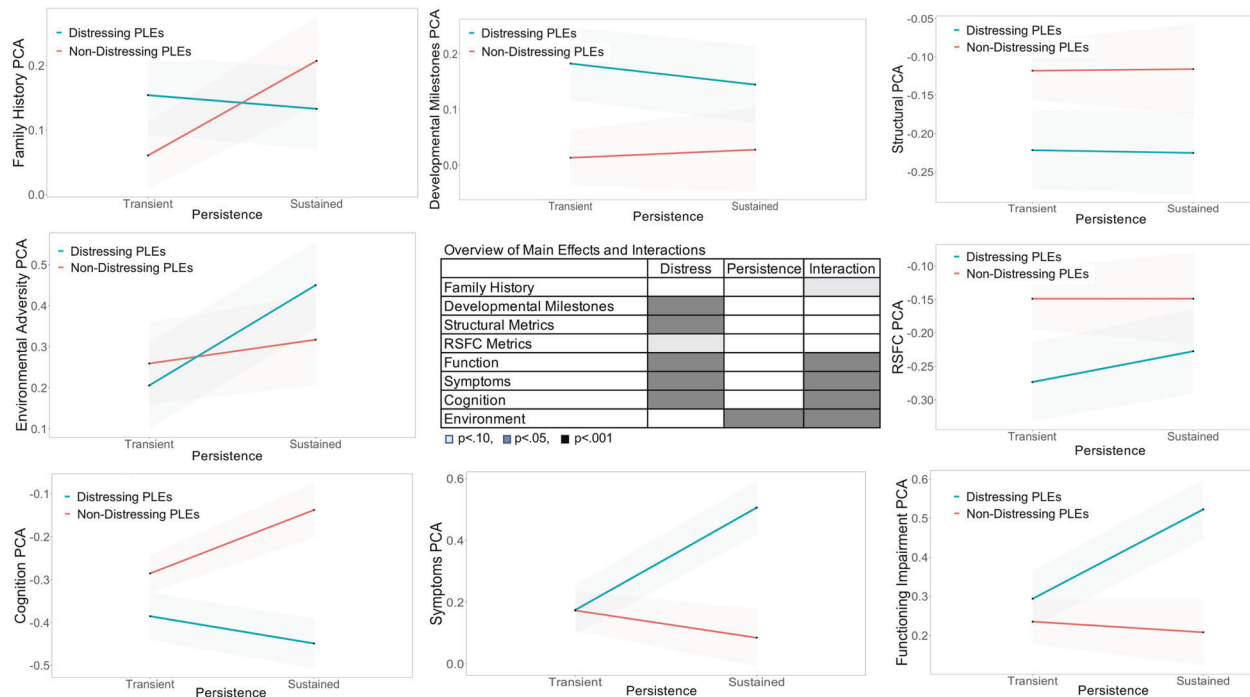 Family History PCA
Distressing PLEs
Non-Distressing PLEs
0.2
0.1
0.0
Transient
Sustained
Persistence
Developmental Milestones PCA
Distressing PLEs
Non-Distressing PLEs
0.2
0.1
0.0
Transient
Sustained
Persistence
Structural PCA
Distressing PLEs
Non-Distressing PLEs
-0.05
-0.10
-0.15
-0.20
-0.25
Transient
Sustained
Persistence
Environmental Adversity PCA
Distressing PLEs
Non-Distressing PLEs
0.5
0.4
0.3
0.2
0.1
Transient
Sustained
Persistence
Overview of Main Effects and Interactions
Distress Persistence Interaction
Family History
Developmental Milestones
Structural Metrics
RSFC Metrics
Function
Symptoms
Cognition
Environment
p<.10, p<.05, p<.001
RSFC PCA
Distressing PLEs
Non-Distressing PLEs
-0.10
-0.15
-0.20
-0.25
-0.30
Transient
Sustained
Persistence
Cognition PCA
Distressing PLEs
Non-Distressing PLEs
-0.1
-0.2
-0.3
-0.4
-0.5
Transient
Sustained
Persistence
Symptoms PCA
Distressing PLEs
Non-Distressing PLEs
0.6
0.4
0.2
0.0
Transient
Sustained
Persistence
Functioning Impairment PCA
Distressing PLEs
Non-Distressing PLEs
0.6
0.5
0.4
0.3
0.2
Transient
Sustained
Persistence